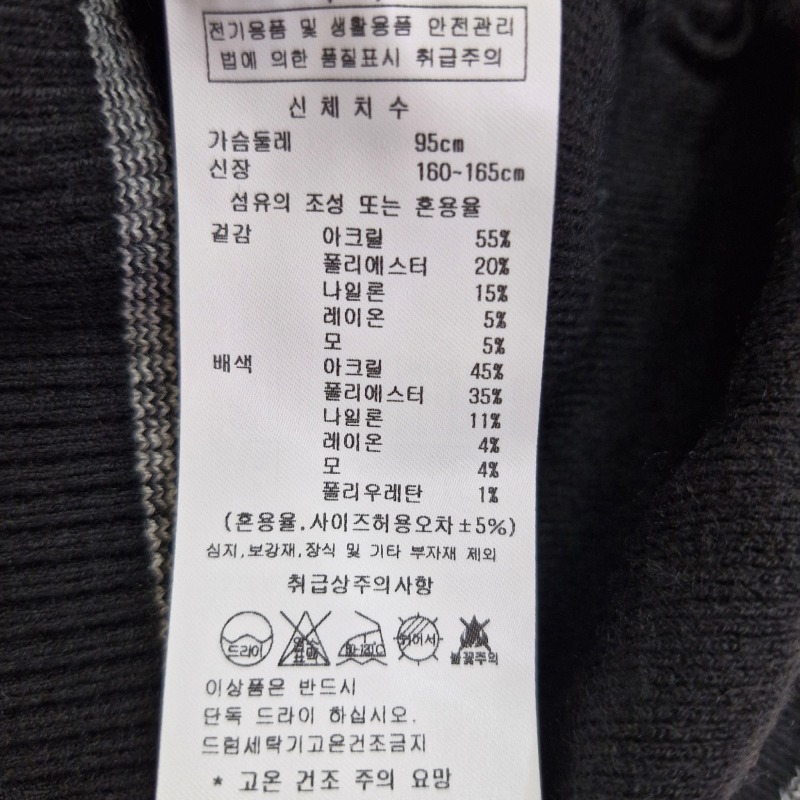 전기용품 및 생활용품 안전관리
법에 의한 품질표시 취급주의
신체치수
가슴둘레 95cm
신장 160~165cm
섬유의 조성 또는 혼용율
겉감 아크릴 55%
폴리에스터 20%
나일론 15%
레이온 5%
모 5%
배색 아크릴 45%
폴리에스터 35%
나일론 11%
레이온 4%
모 4%
폴리우레탄 1%
(혼용율.사이즈허용오차±5%)
심지,보강재,장식 및 기타 부자재 제외
취급상주의사항
드라이 염소표백 뉘어서 불꽃주의
이상품은 반드시
단독 드라이 하십시오.
드럼세탁기고온건조금지
* 고온 건조 주의 요망